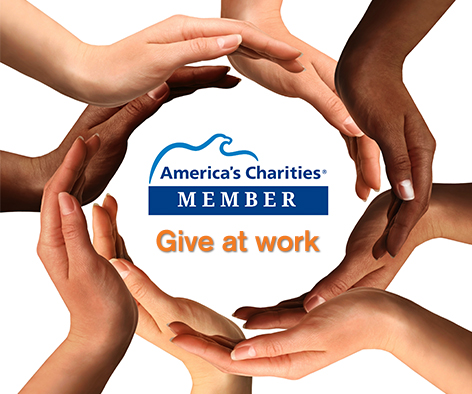 America's Charities®
MEMBER
Give at work